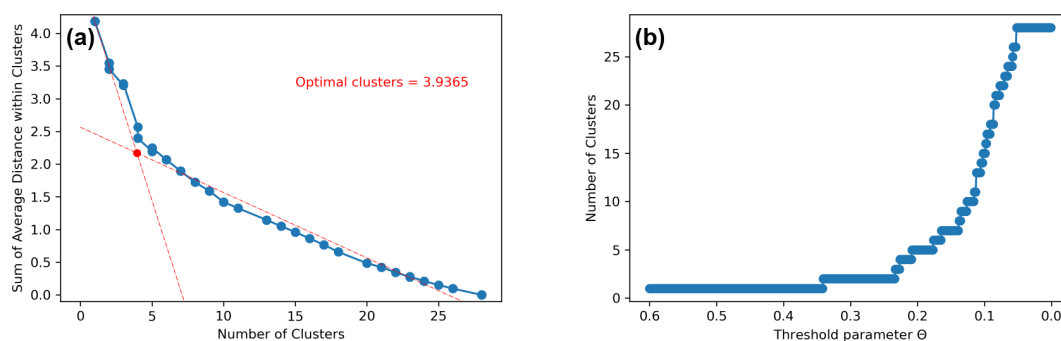 (a)
Sum of Average Distance within Clusters
4.0
3.5
3.0
2.5
2.0
1.5
1.0
0.5
0.0
Optimal clusters = 3.9365
0 5 10 15 20 25
Number of Clusters
(b)
Number of Clusters
25
20
15
10
5
0
0.6 0.5 0.4 0.3 0.2 0.1 0.0
Threshold parameter Θ